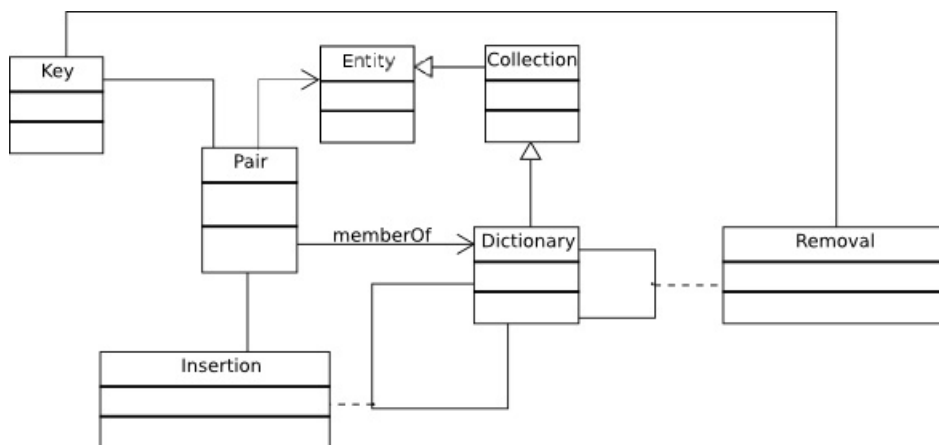 Key
Entity
Collection
Pair
memberOf
Dictionary
Removal
Insertion